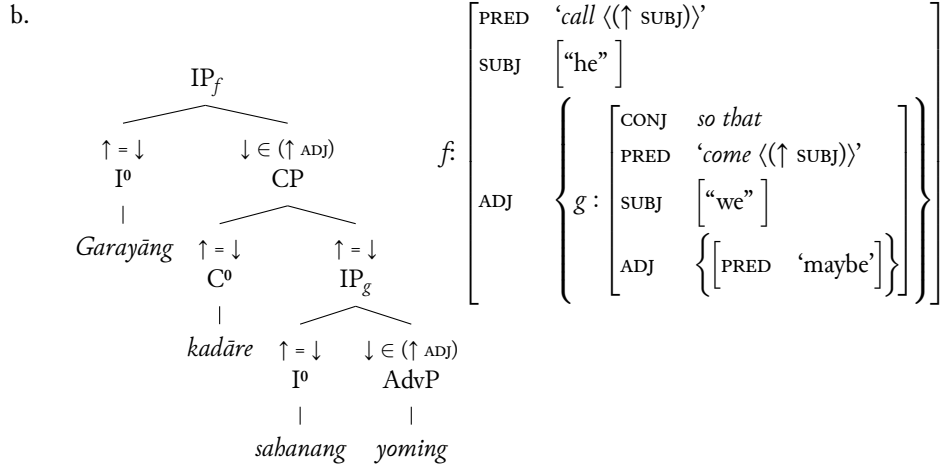 b.
PRED ‘call ⟨(↑ SUBJ)⟩’
SUBJ [“he”]
IP_f
CONJ so that
↑ = ↓ ↓ ∈ (↑ ADJ)
f:
PRED ‘come ⟨(↑ SUBJ)⟩’
I⁰ CP
ADJ { g : SUBJ [“we”] }
Garayāng ↑ = ↓ ↑ = ↓
ADJ {[PRED ‘maybe’]}
C⁰ IP_g
kadāre ↑ = ↓ ↓ ∈ (↑ ADJ)
I⁰ AdvP
sahanang yoming